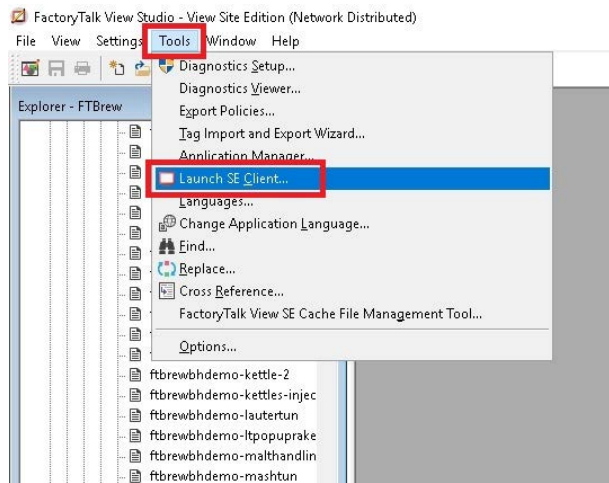 FactoryTalk View Studio - View Site Edition (Network Distributed)
File View Settings Tools Window Help
Diagnostics Setup...
Diagnostics Viewer...
Explorer - FTBrew
Export Policies...
Tag Import and Export Wizard...
Application Manager...
Launch SE Client...
Languages...
Change Application Language...
Find...
Replace...
Cross Reference...
FactoryTalk View SE Cache File Management Tool...
Options...
ftbrewbhdemo-kettle-2
ftbrewbhdemo-kettles-injec
ftbrewbhdemo-lautertun
ftbrewbhdemo-ltpopuprake
ftbrewbhdemo-malthandlin
ftbrewbhdemo-mashtun